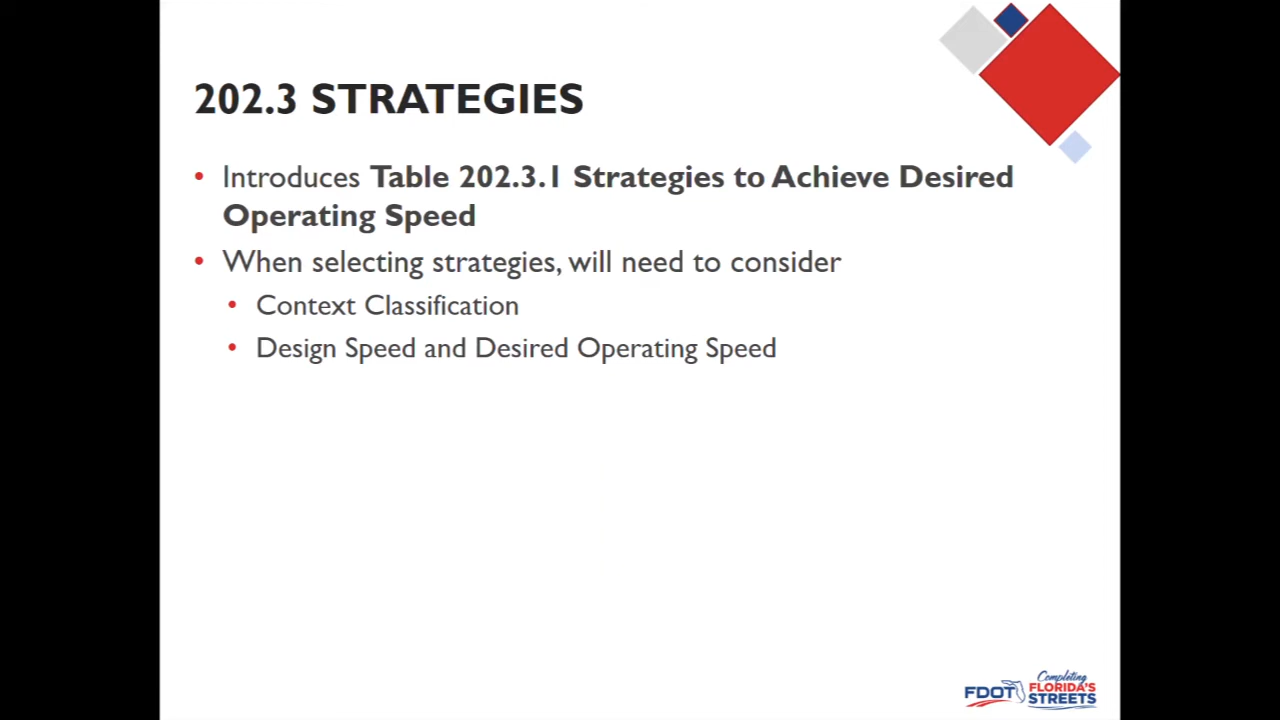 202.3 STRATEGIES
• Introduces Table 202.3.1 Strategies to Achieve Desired
Operating Speed
• When selecting strategies, will need to consider
• Context Classification
• Design Speed and Desired Operating Speed
Completing
FDOT FLORIDA'S
STREETS